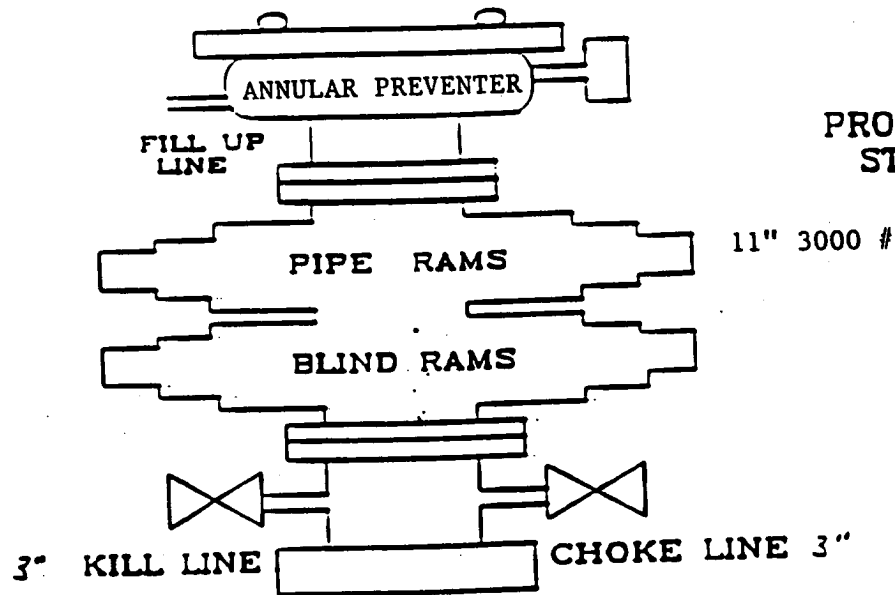 ANNULAR PREVENTER
FILL UP
LINE
PRO
ST
11" 3000 #
PIPE RAMS
BLIND RAMS
3" KILL LINE
CHOKE LINE 3"